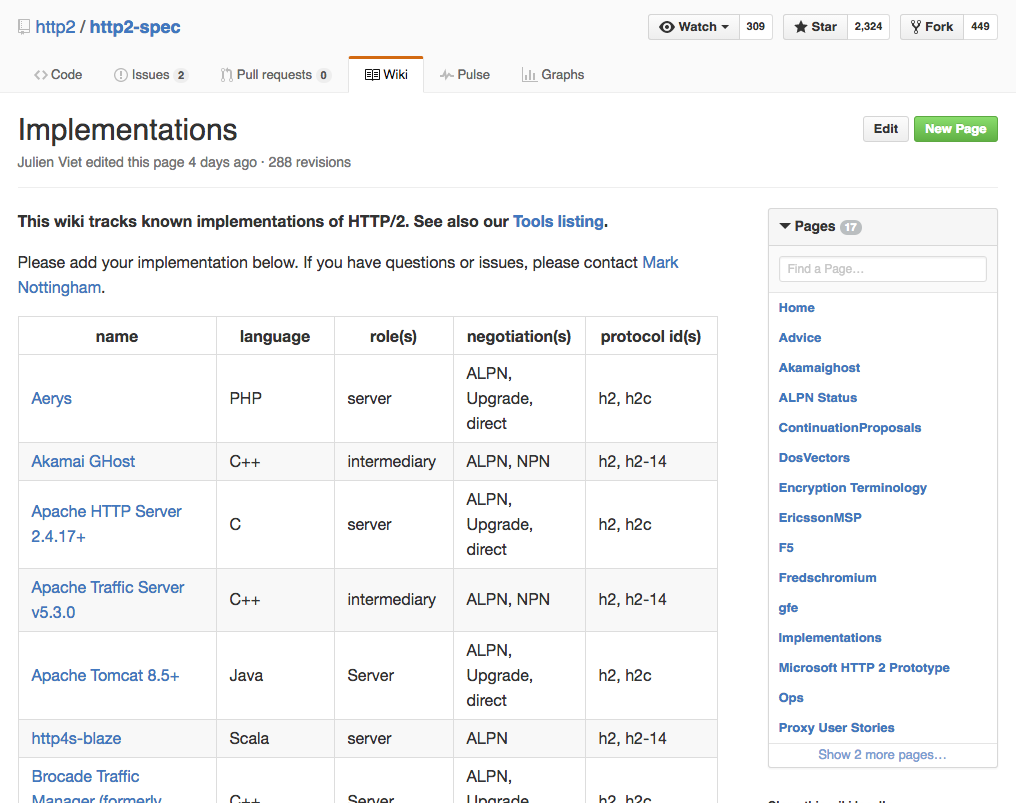 http2 / http2-spec
Watch 309 Star 2,324 Fork 449
Code Issues 2 Pull requests 0 Wiki Pulse Graphs
Implementations
Edit New Page
Julien Viet edited this page 4 days ago · 288 revisions
This wiki tracks known implementations of HTTP/2. See also our Tools listing.
Please add your implementation below. If you have questions or issues, please contact Mark
Nottingham.
name language role(s) negotiation(s) protocol id(s)
Aerys PHP server ALPN,
Upgrade,
direct h2, h2c
Akamai GHost C++ intermediary ALPN, NPN h2, h2-14
Apache HTTP Server
2.4.17+ C server ALPN,
Upgrade,
direct h2, h2c
Apache Traffic Server
v5.3.0 C++ intermediary ALPN, NPN h2, h2-14
Apache Tomcat 8.5+ Java Server ALPN,
Upgrade,
direct h2, h2c
http4s-blaze Scala server ALPN h2, h2-14
Brocade Traffic
Manager (formerly C++ Server ALPN,
Upgrade, h2, h2c
Pages 17
Find a Page…
Home
Advice
Akamaighost
ALPN Status
ContinuationProposals
DosVectors
Encryption Terminology
EricssonMSP
F5
Fredschromium
gfe
Implementations
Microsoft HTTP 2 Prototype
Ops
Proxy User Stories
Show 2 more pages…